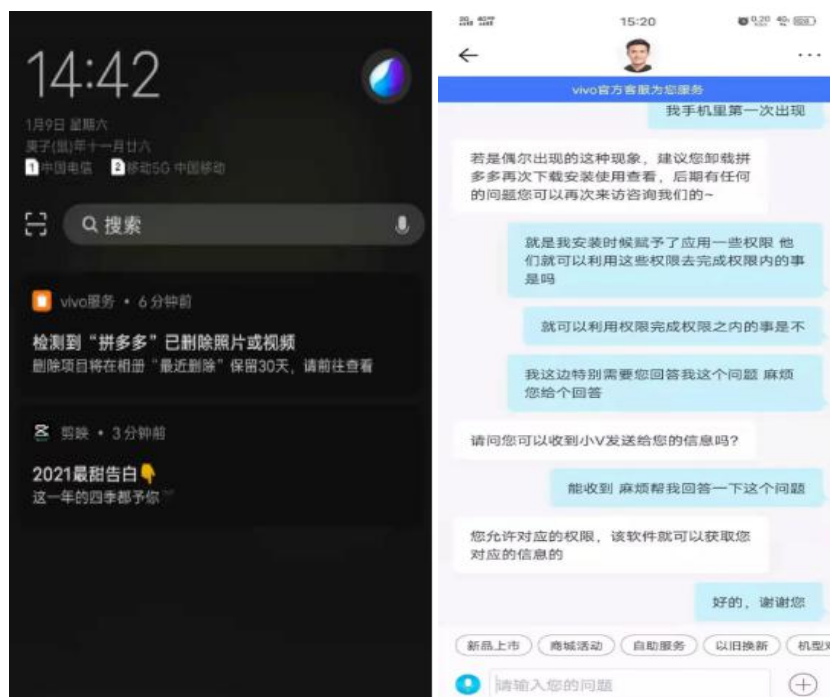 14:42
1月9日 星期六
庚子(鼠)年十一月廿六
1 中国电信 2 移动5G 中国移动
搜索
vivo服务 • 6分钟前
检测到“拼多多”已删除照片或视频
删除项目将在相册“最近删除”保留30天，请前往查看
剪映 • 3分钟前
2021最甜告白👇
这一年的四季都予你
15:20
0.20
vivo官方客服为您服务
我手机里第一次出现
若是偶尔出现的这种现象，建议您卸载拼
多多再次下载安装使用查看，后期有任何
的问题您可以再次来访咨询我们的~
就是我安装时候赋予了应用一些权限 他
们就可以利用这些权限去完成权限内的事
是吗
就可以利用权限完成权限之内的事是不
我这边特别需要您回答我这个问题 麻烦
您给个回答
请问您可以收到小V发送给您的信息吗?
能收到 麻烦帮我回答一下这个问题
您允许对应的权限，该软件就可以获取您
对应的信息的
好的，谢谢您
新品上市
商城活动
自助服务
以旧换新
机型
请输入您的问题